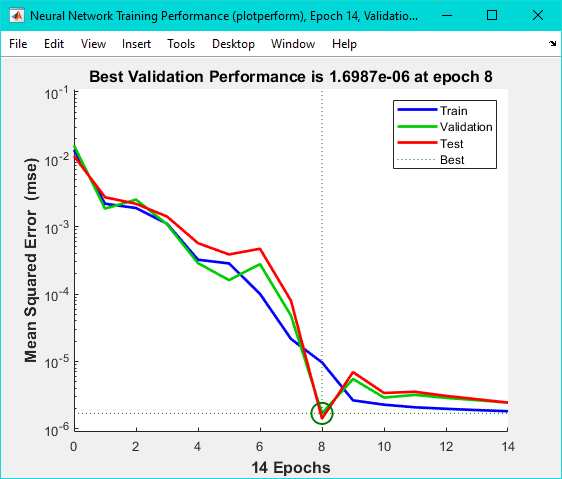 Neural Network Training Performance (plotperform), Epoch 14, Validatio...
File Edit View Insert Tools Desktop Window Help
Best Validation Performance is 1.6987e-06 at epoch 8
10^-1
10^-2
10^-3
10^-4
10^-5
10^-6
Mean Squared Error (mse)
Train
Validation
Test
Best
0 2 4 6 8 10 12 14
14 Epochs